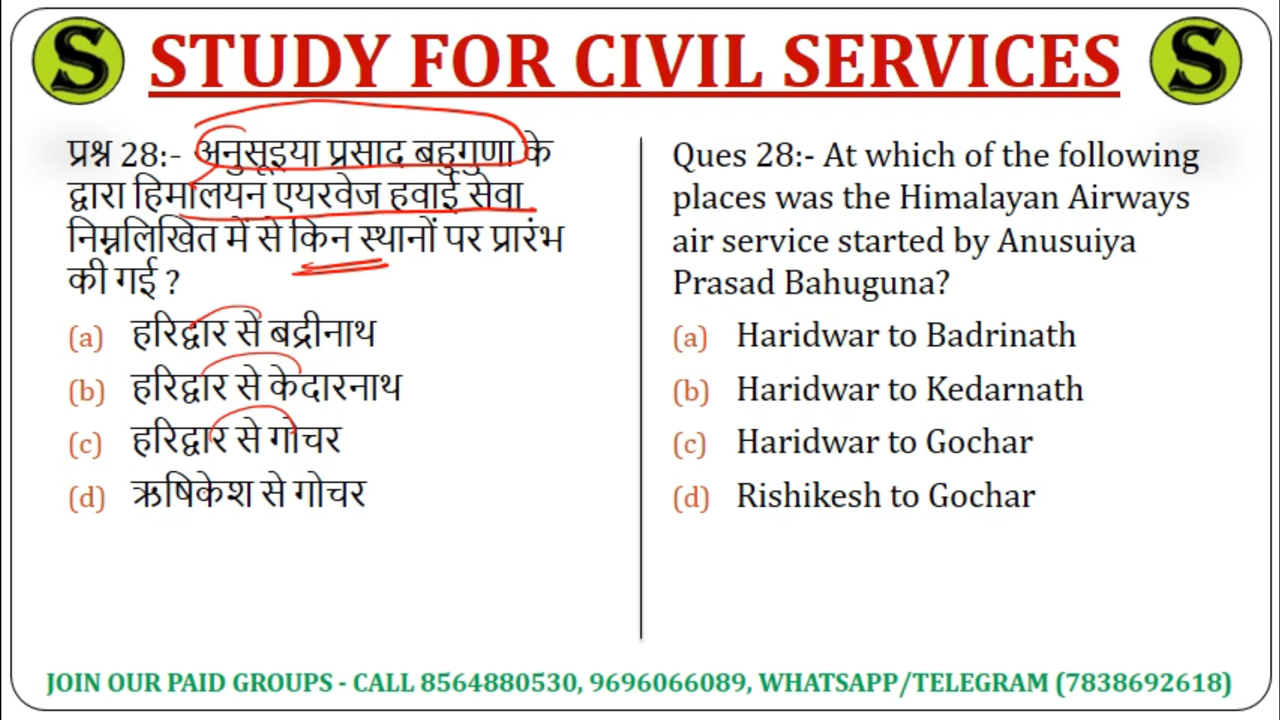 S STUDY FOR CIVIL SERVICES S
प्रश्न 28:- अनुसूइया प्रसाद बहुगुणा के
द्वारा हिमालयन एयरवेज हवाई सेवा
निम्नलिखित में से किन स्थानों पर प्रारंभ
की गई ?
(a) हरिद्वार से बद्रीनाथ
(b) हरिद्वार से केदारनाथ
(c) हरिद्वार से गोचर
(d) ऋषिकेश से गोचर
Ques 28:- At which of the following
places was the Himalayan Airways
air service started by Anusuiya
Prasad Bahuguna?
(a) Haridwar to Badrinath
(b) Haridwar to Kedarnath
(c) Haridwar to Gochar
(d) Rishikesh to Gochar
JOIN OUR PAID GROUPS - CALL 8564880530, 9696066089, WHATSAPP/TELEGRAM (7838692618)